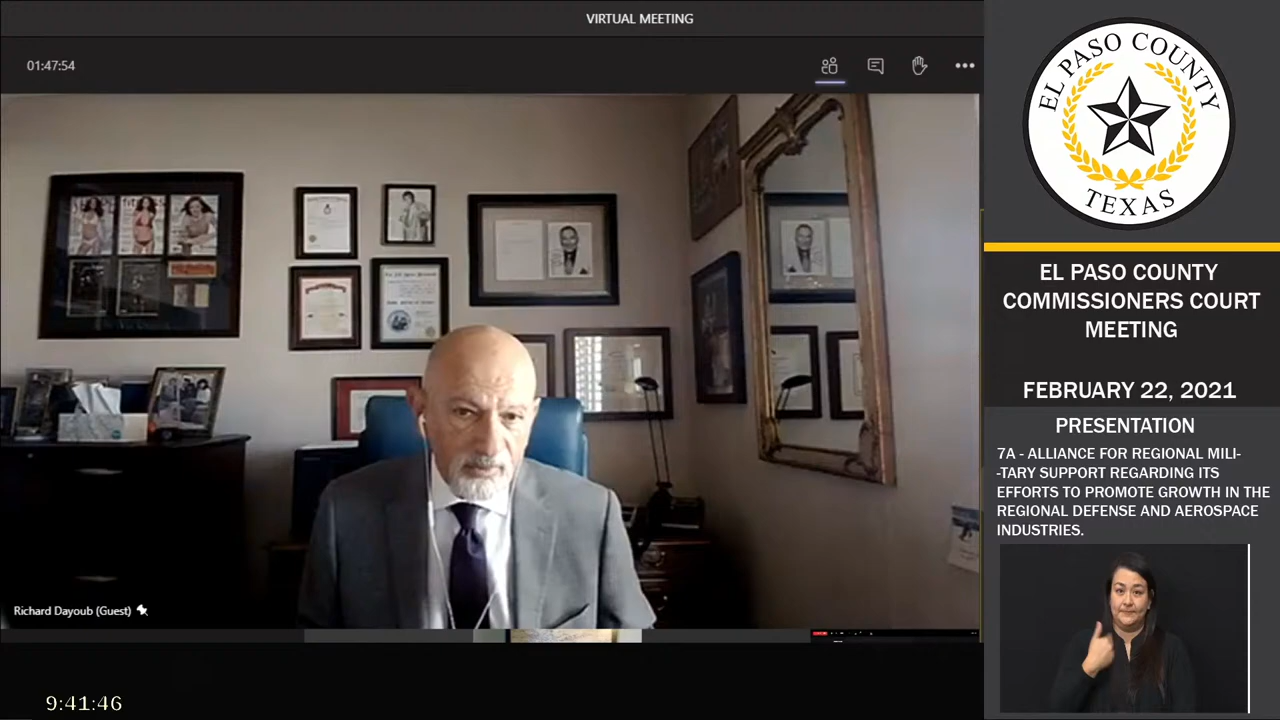 VIRTUAL MEETING
01:47:54
Richard Dayoub (Guest)
9:41:46
EL PASO COUNTY
TEXAS
EL PASO COUNTY
COMMISSIONERS COURT
MEETING
FEBRUARY 22, 2021
PRESENTATION
7A - ALLIANCE FOR REGIONAL MILI-
-TARY SUPPORT REGARDING ITS
EFFORTS TO PROMOTE GROWTH IN THE
REGIONAL DEFENSE AND AEROSPACE
INDUSTRIES.